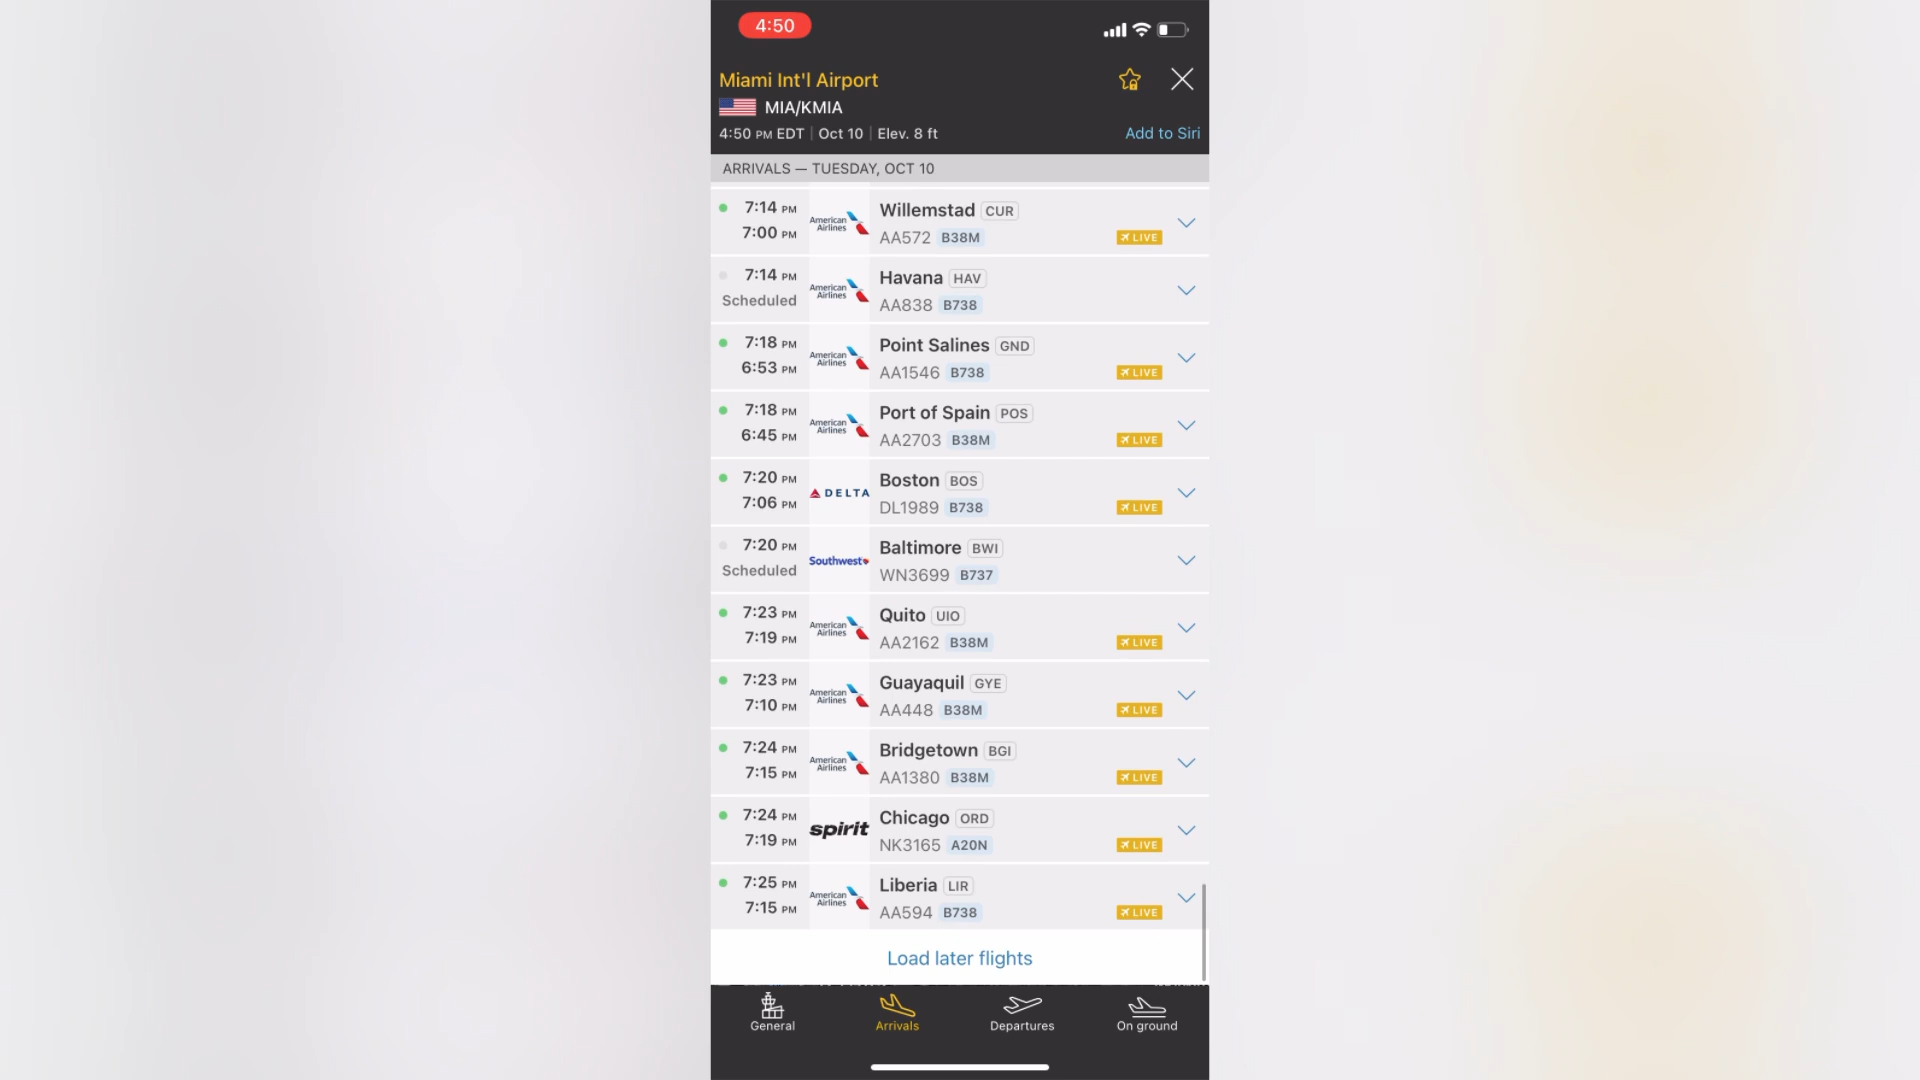 4:50
Miami Int'l Airport
MIA/KMIA
4:50 PM EDT | Oct 10 | Elev. 8 ft
Add to Siri
ARRIVALS — TUESDAY, OCT 10
7:14 PM
7:00 PM
American Airlines
Willemstad CUR
AA572 B38M
LIVE
7:14 PM
Scheduled
American Airlines
Havana HAV
AA838 B738
7:18 PM
6:53 PM
American Airlines
Point Salines GND
AA1546 B738
LIVE
7:18 PM
6:45 PM
American Airlines
Port of Spain POS
AA2703 B38M
LIVE
7:20 PM
7:06 PM
DELTA
Boston BOS
DL1989 B738
LIVE
7:20 PM
Scheduled
Southwest
Baltimore BWI
WN3699 B737
7:23 PM
7:19 PM
American Airlines
Quito UIO
AA2162 B38M
LIVE
7:23 PM
7:10 PM
American Airlines
Guayaquil GYE
AA448 B38M
LIVE
7:24 PM
7:15 PM
American Airlines
Bridgetown BGI
AA1380 B38M
LIVE
7:24 PM
7:19 PM
spirit
Chicago ORD
NK3165 A20N
LIVE
7:25 PM
7:15 PM
American Airlines
Liberia LIR
AA594 B738
LIVE
Load later flights
General
Arrivals
Departures
On ground